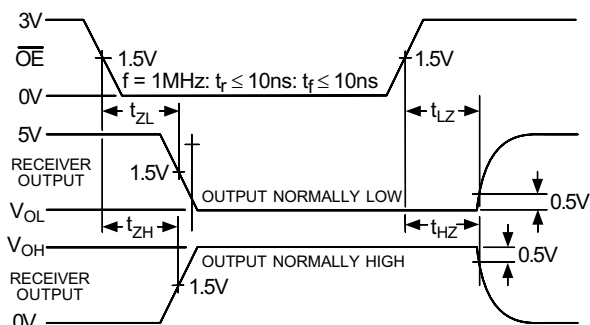 3V
OE
1.5V
1.5V
f = 1MHz: tr ≤ 10ns: tf ≤ 10ns
0V
tZL
tLZ
5V
RECEIVER
OUTPUT
1.5V
OUTPUT NORMALLY LOW
0.5V
VOL
tZH
tHZ
VOH
OUTPUT NORMALLY HIGH
0.5V
RECEIVER
OUTPUT
1.5V
0V